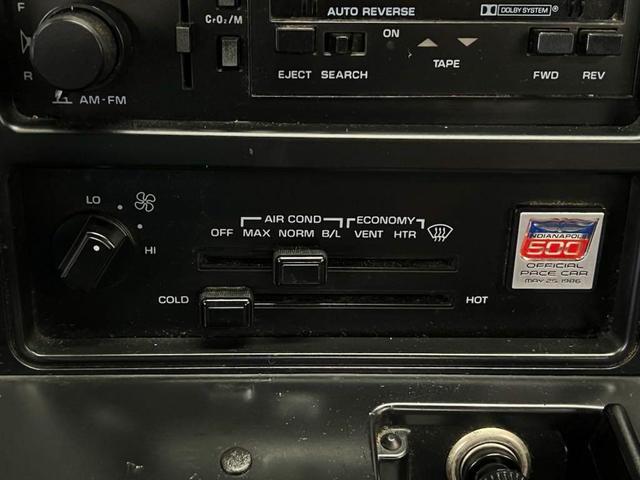 F
CrO₂/M
AUTO REVERSE
DOLBY SYSTEM
ON
R
TAPE
EJECT SEARCH
FWD REV
AM-FM
LO
HI
AIR COND ECONOMY
OFF MAX NORM B/L VENT HTR
COLD
HOT
INDIANAPOLIS
500
OFFICIAL
PACE CAR
MAY 25, 1986